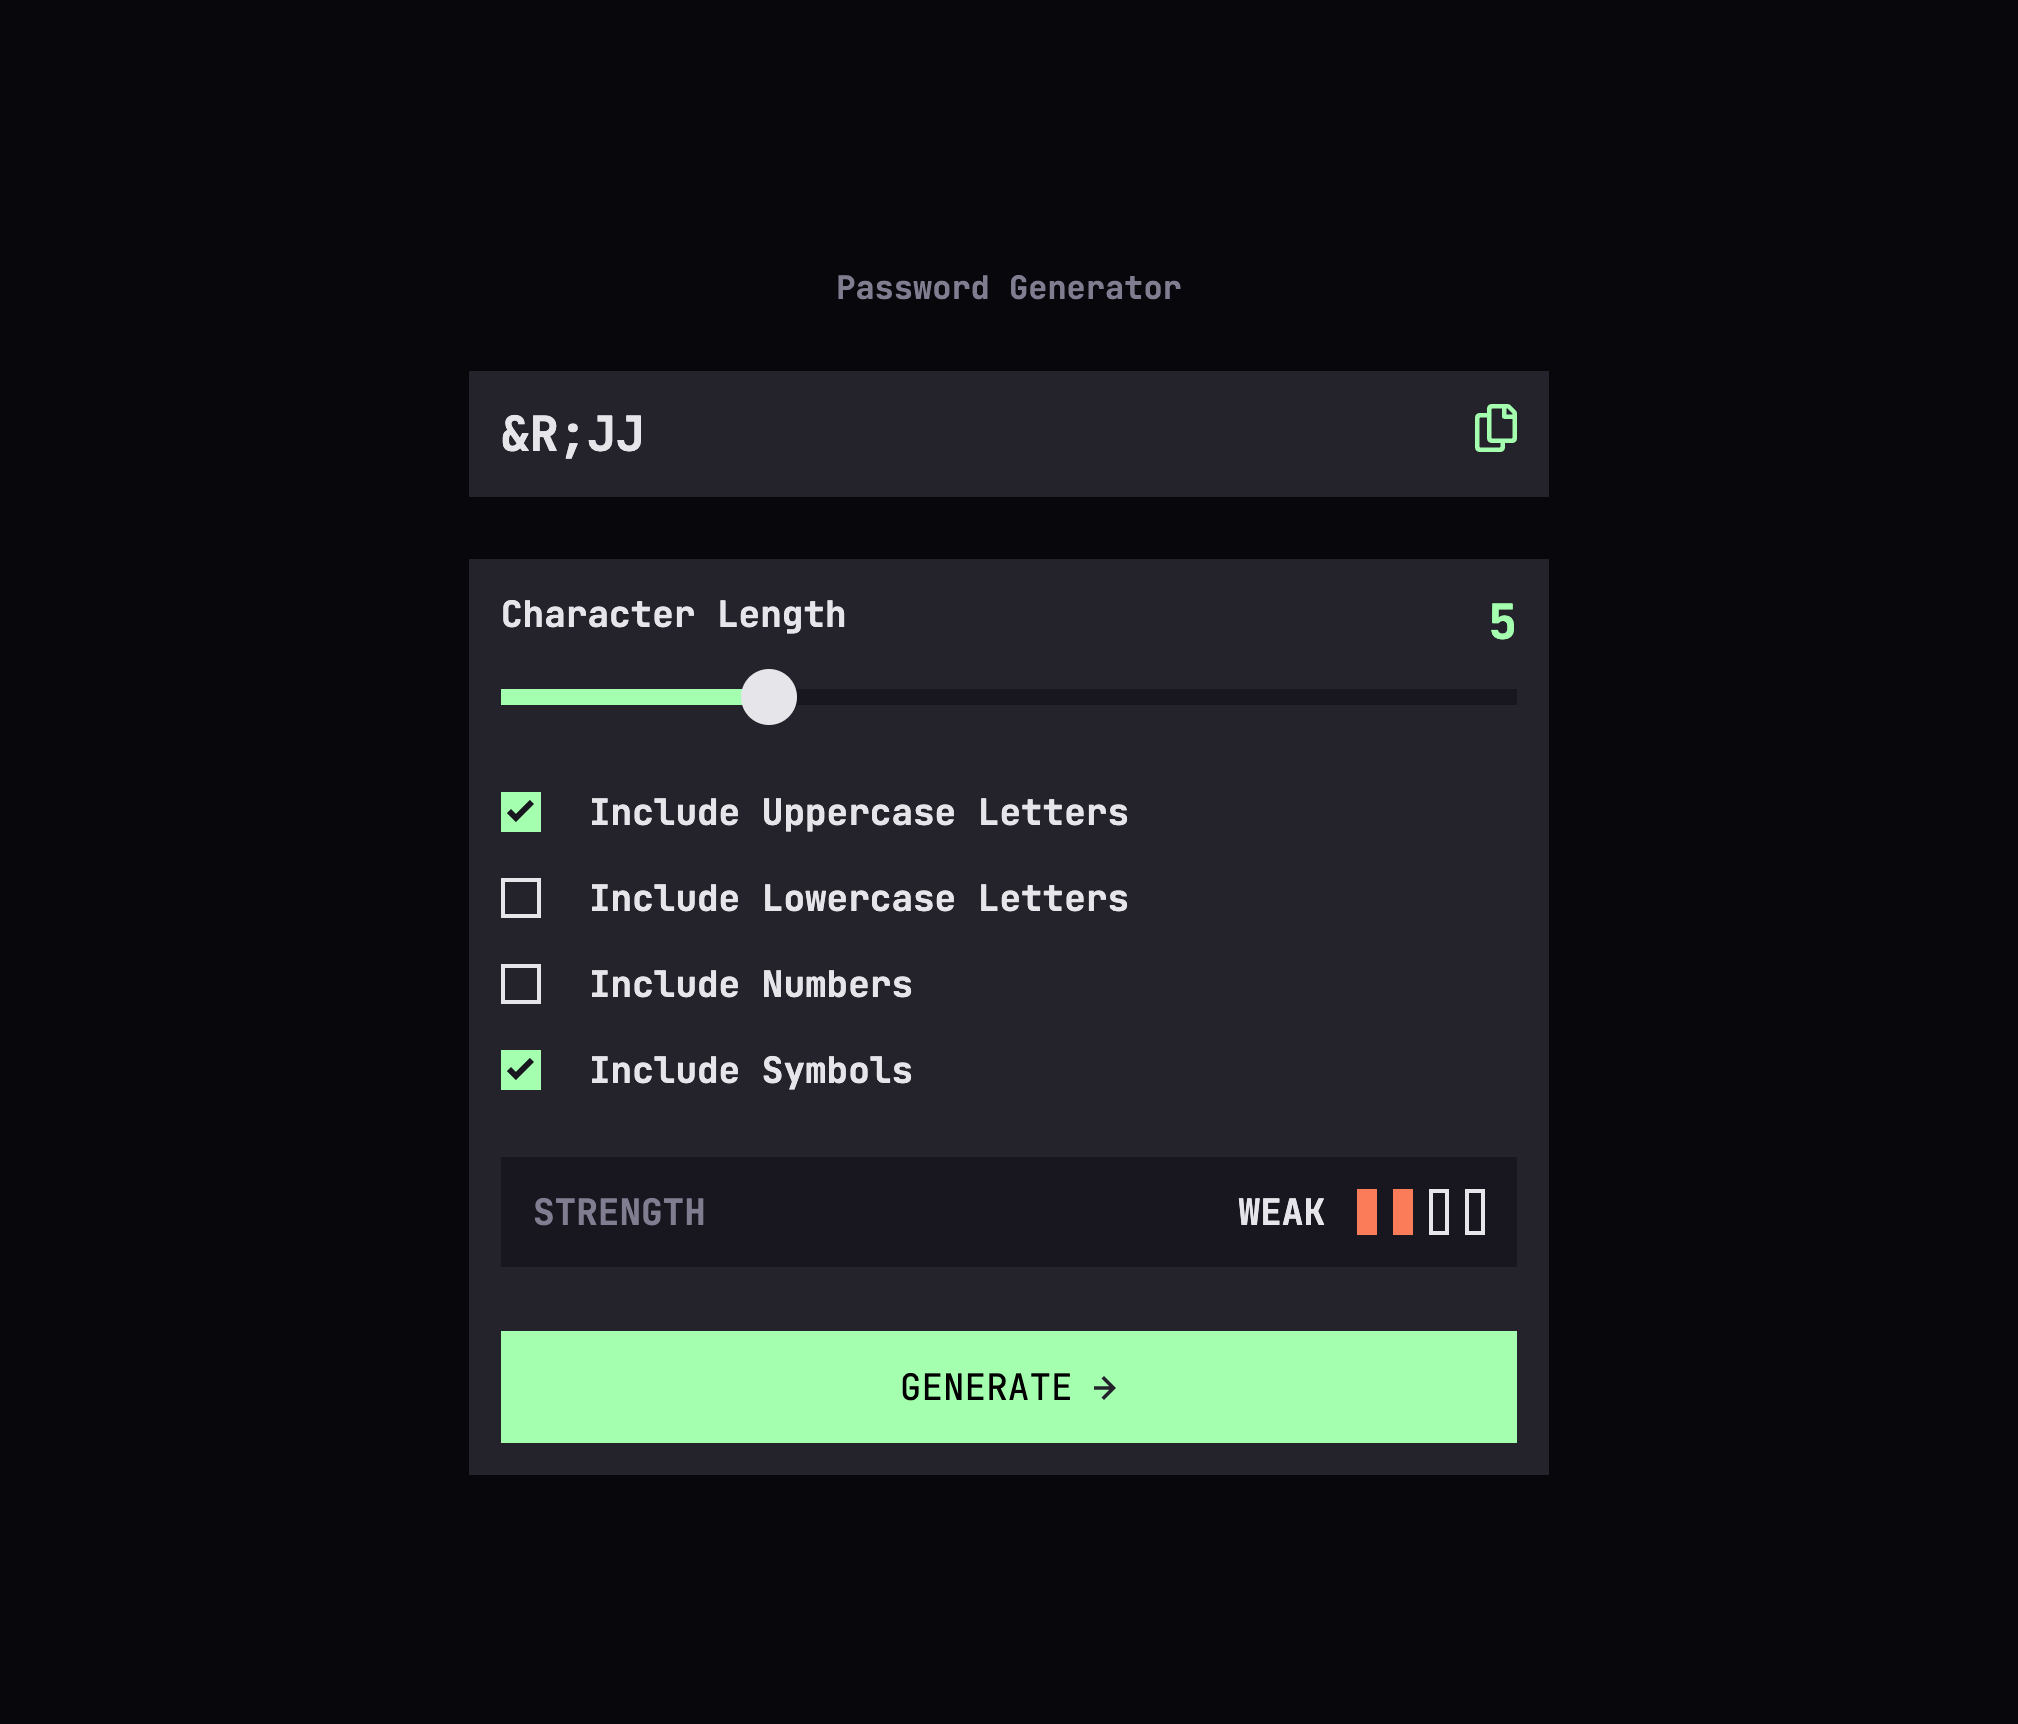 Password Generator
&R;JJ
Character Length
5
Include Uppercase Letters
Include Lowercase Letters
Include Numbers
Include Symbols
STRENGTH
WEAK
GENERATE →